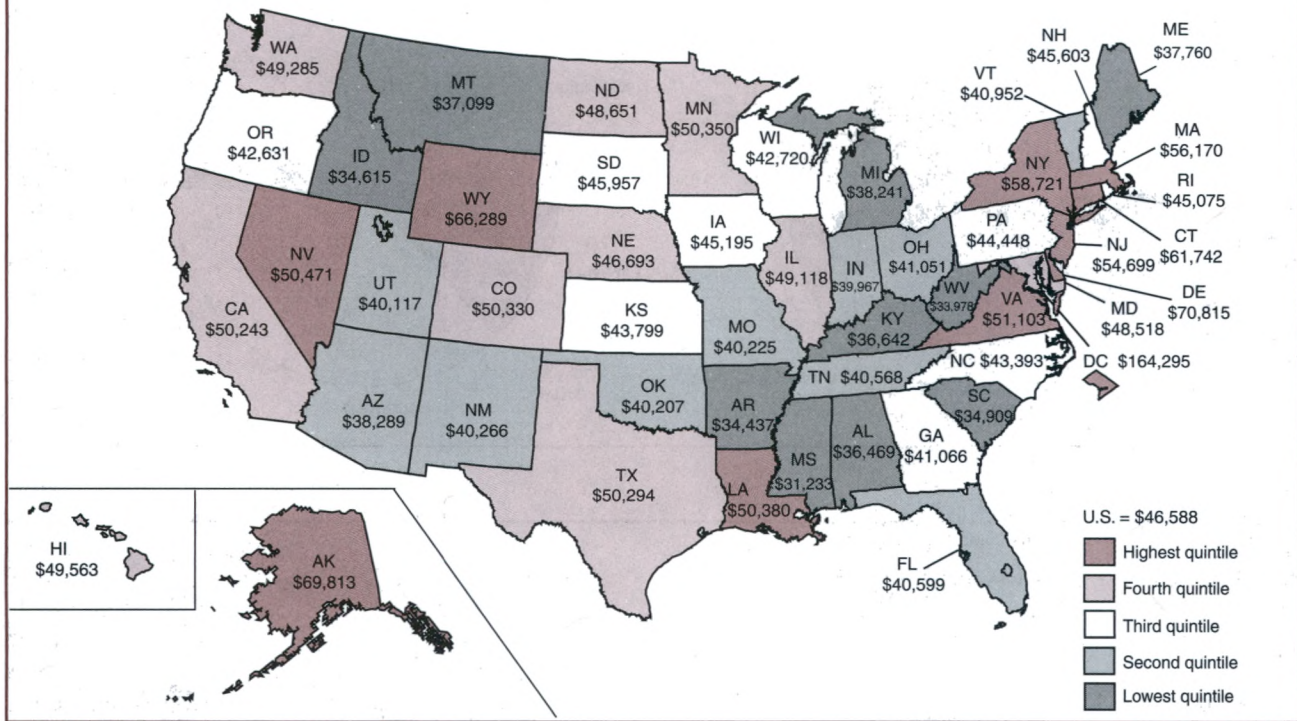 WA
$49,285
OR
$42,631
CA
$50,243
NV
$50,471
ID
$34,615
MT
$37,099
WY
$66,289
UT
$40,117
AZ
$38,289
CO
$50,330
NM
$40,266
ND
$48,651
SD
$45,957
NE
$46,693
KS
$43,799
OK
$40,207
TX
$50,294
MN
$50,350
IA
$45,195
MO
$40,225
AR
$34,437
LA
$50,380
WI
$42,720
IL
$49,118
MI
$38,241
IN
$39,967
OH
$41,051
KY
$36,642
TN $40,568
MS
$31,233
AL
$36,469
GA
$41,066
FL
$40,599
SC
$34,909
NC $43,393
VA
$51,103
WV
$33,978
PA
$44,448
NY
$58,721
VT
$40,952
NH
$45,603
ME
$37,760
MA
$56,170
RI
$45,075
CT
$61,742
NJ
$54,699
DE
$70,815
MD
$48,518
DC $164,295
HI
$49,563
AK
$69,813
U.S. = $46,588
Highest quintile
Fourth quintile
Third quintile
Second quintile
Lowest quintile